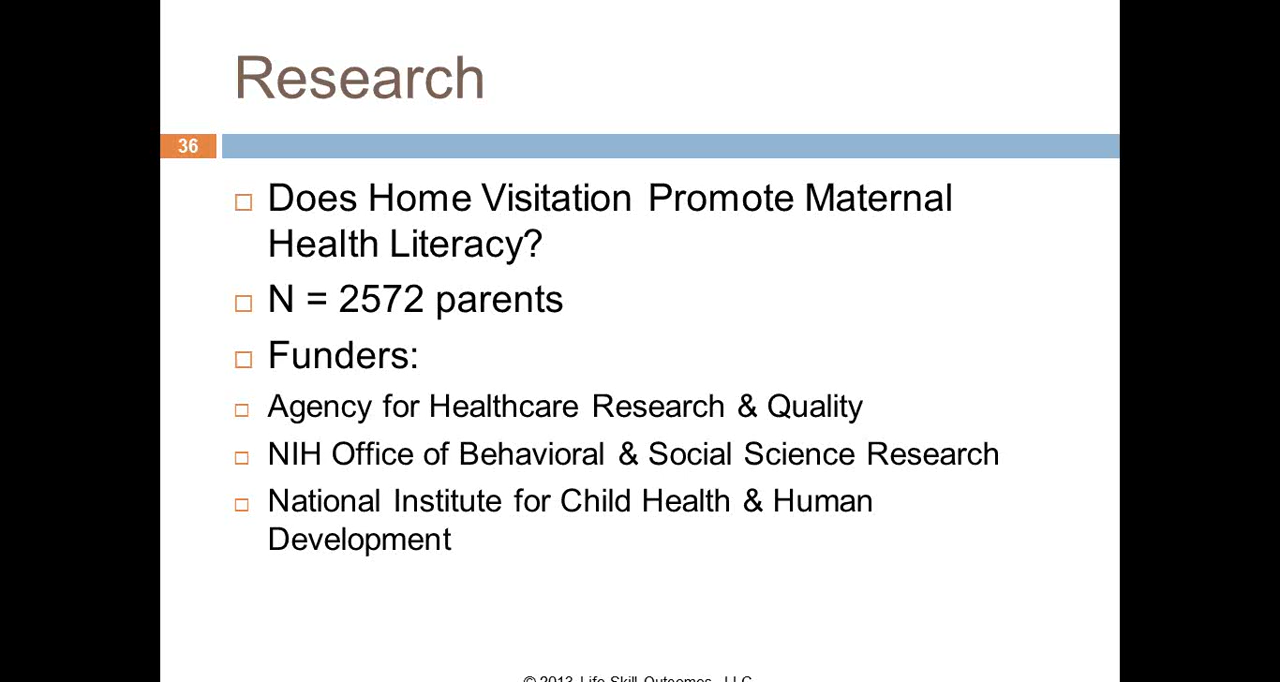 Research
36
Does Home Visitation Promote Maternal
Health Literacy?
N = 2572 parents
Funders:
Agency for Healthcare Research & Quality
NIH Office of Behavioral & Social Science Research
National Institute for Child Health & Human
Development
© 2013 Life Skill Outcomes, LLC